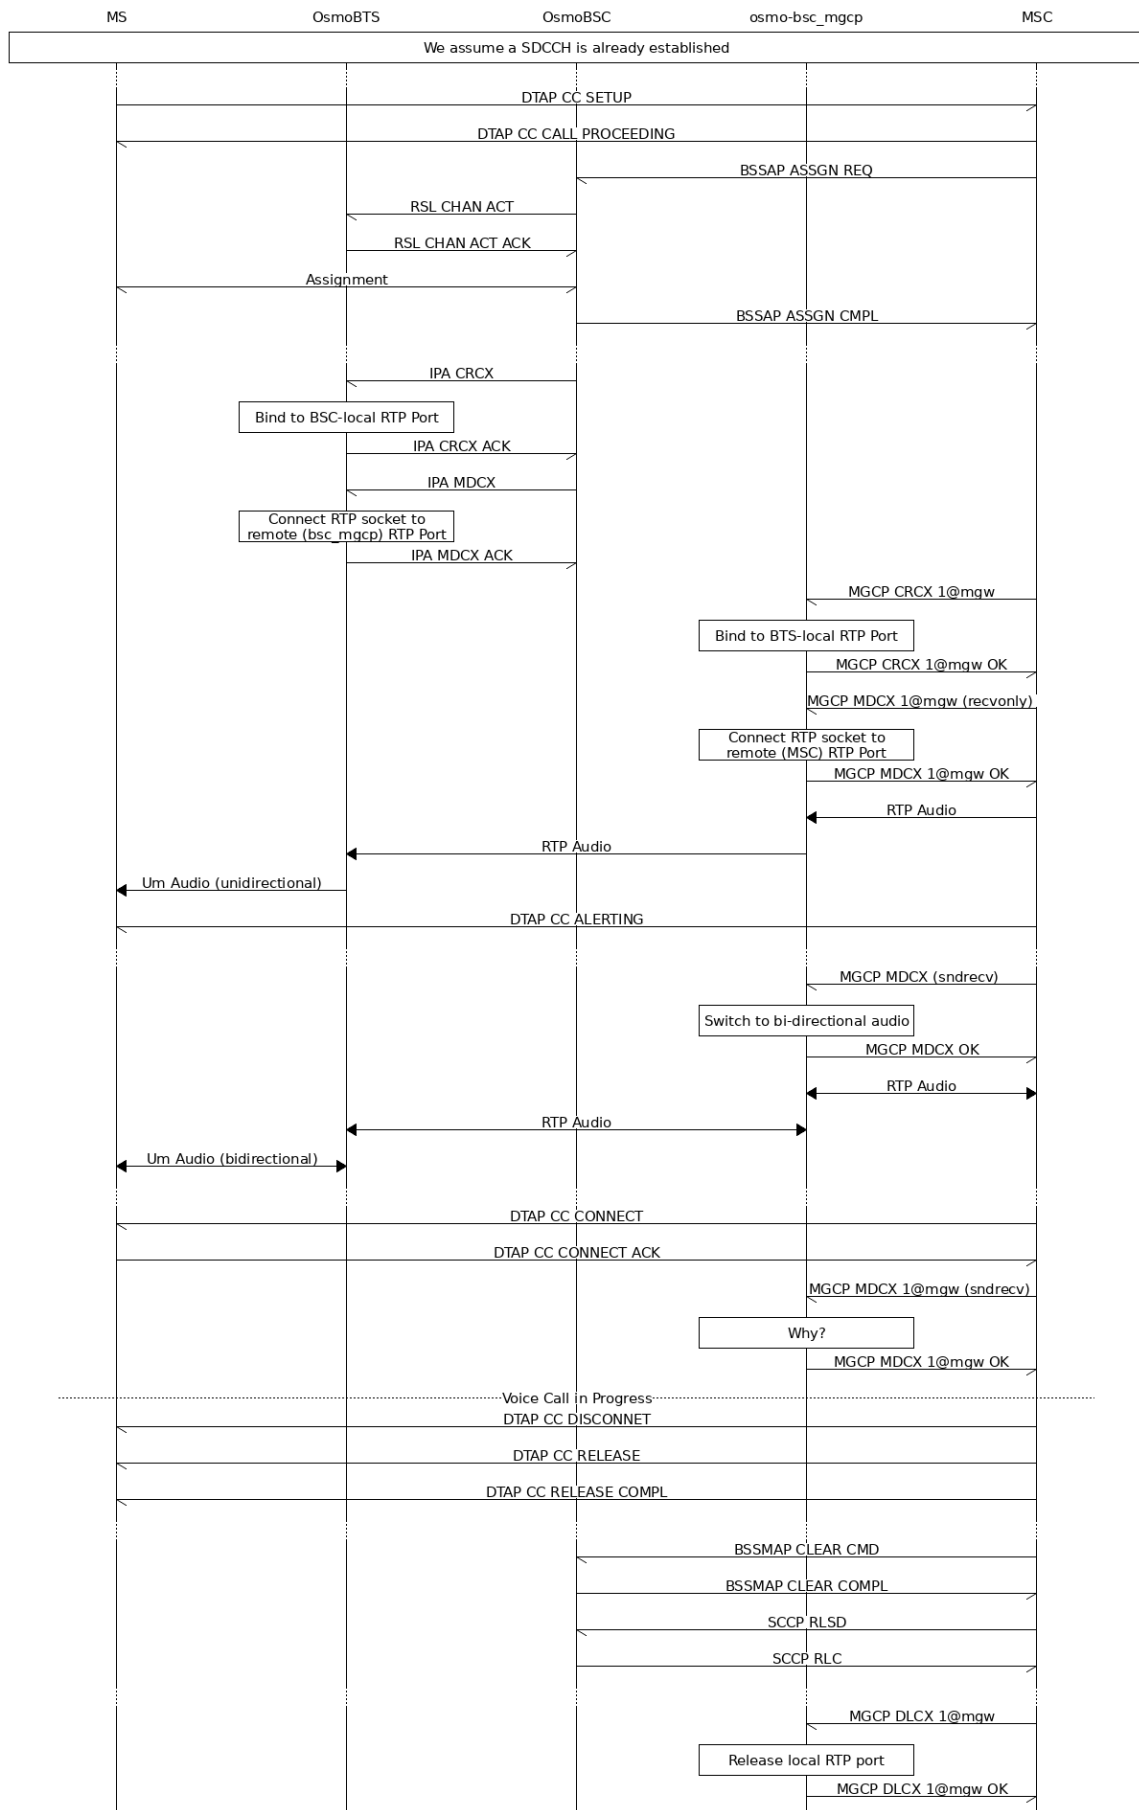 MS OsmoBTS OsmoBSC osmo-bsc_mgcp MSC
We assume a SDCCH is already established
DTAP CC SETUP
DTAP CC CALL PROCEEDING
BSSAP ASSGN REQ
RSL CHAN ACT
RSL CHAN ACT ACK
Assignment
BSSAP ASSGN CMPL
IPA CRCX
Bind to BSC-local RTP Port
IPA CRCX ACK
IPA MDCX
Connect RTP socket to
remote (bsc_mgcp) RTP Port
IPA MDCX ACK
MGCP CRCX 1@mgw
Bind to BTS-local RTP Port
MGCP CRCX 1@mgw OK
MGCP MDCX 1@mgw (recvonly)
Connect RTP socket to
remote (MSC) RTP Port
MGCP MDCX 1@mgw OK
RTP Audio
RTP Audio
Um Audio (unidirectional)
DTAP CC ALERTING
MGCP MDCX (sndrecv)
Switch to bi-directional audio
MGCP MDCX OK
RTP Audio
RTP Audio
Um Audio (bidirectional)
DTAP CC CONNECT
DTAP CC CONNECT ACK
MGCP MDCX 1@mgw (sndrecv)
Why?
MGCP MDCX 1@mgw OK
Voice Call in Progress
DTAP CC DISCONNET
DTAP CC RELEASE
DTAP CC RELEASE COMPL
BSSMAP CLEAR CMD
BSSMAP CLEAR COMPL
SCCP RLSD
SCCP RLC
MGCP DLCX 1@mgw
Release local RTP port
MGCP DLCX 1@mgw OK